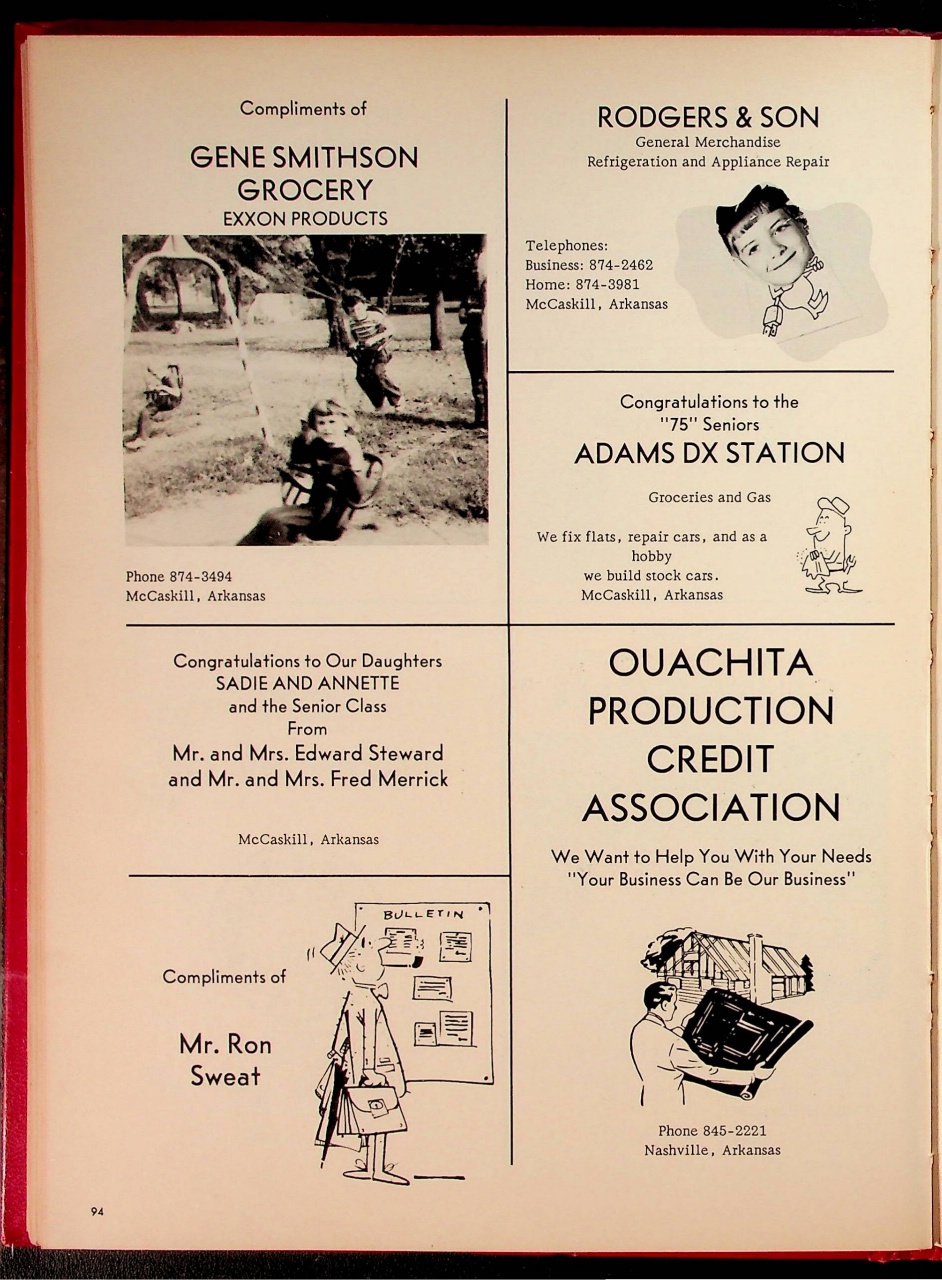 Compliments of
GENE SMITHSON
GROCERY
EXXON PRODUCTS
Phone 874-3494
McCaskill, Arkansas
RODGERS & SON
General Merchandise
Refrigeration and Appliance Repair
Telephones:
Business: 874-2462
Home: 874-3981
McCaskill, Arkansas
Congratulations to the
"75" Seniors
ADAMS DX STATION
Groceries and Gas
We fix flats, repair cars, and as a
hobby
we build stock cars.
McCaskill, Arkansas
Congratulations to Our Daughters
SADIE AND ANNETTE
and the Senior Class
From
Mr. and Mrs. Edward Steward
and Mr. and Mrs. Fred Merrick
McCaskill, Arkansas
OUACHITA
PRODUCTION
CREDIT
ASSOCIATION
We Want to Help You With Your Needs
"Your Business Can Be Our Business"
Phone 845-2221
Nashville, Arkansas
BULLETIN
Compliments of
Mr. Ron
Sweat
94